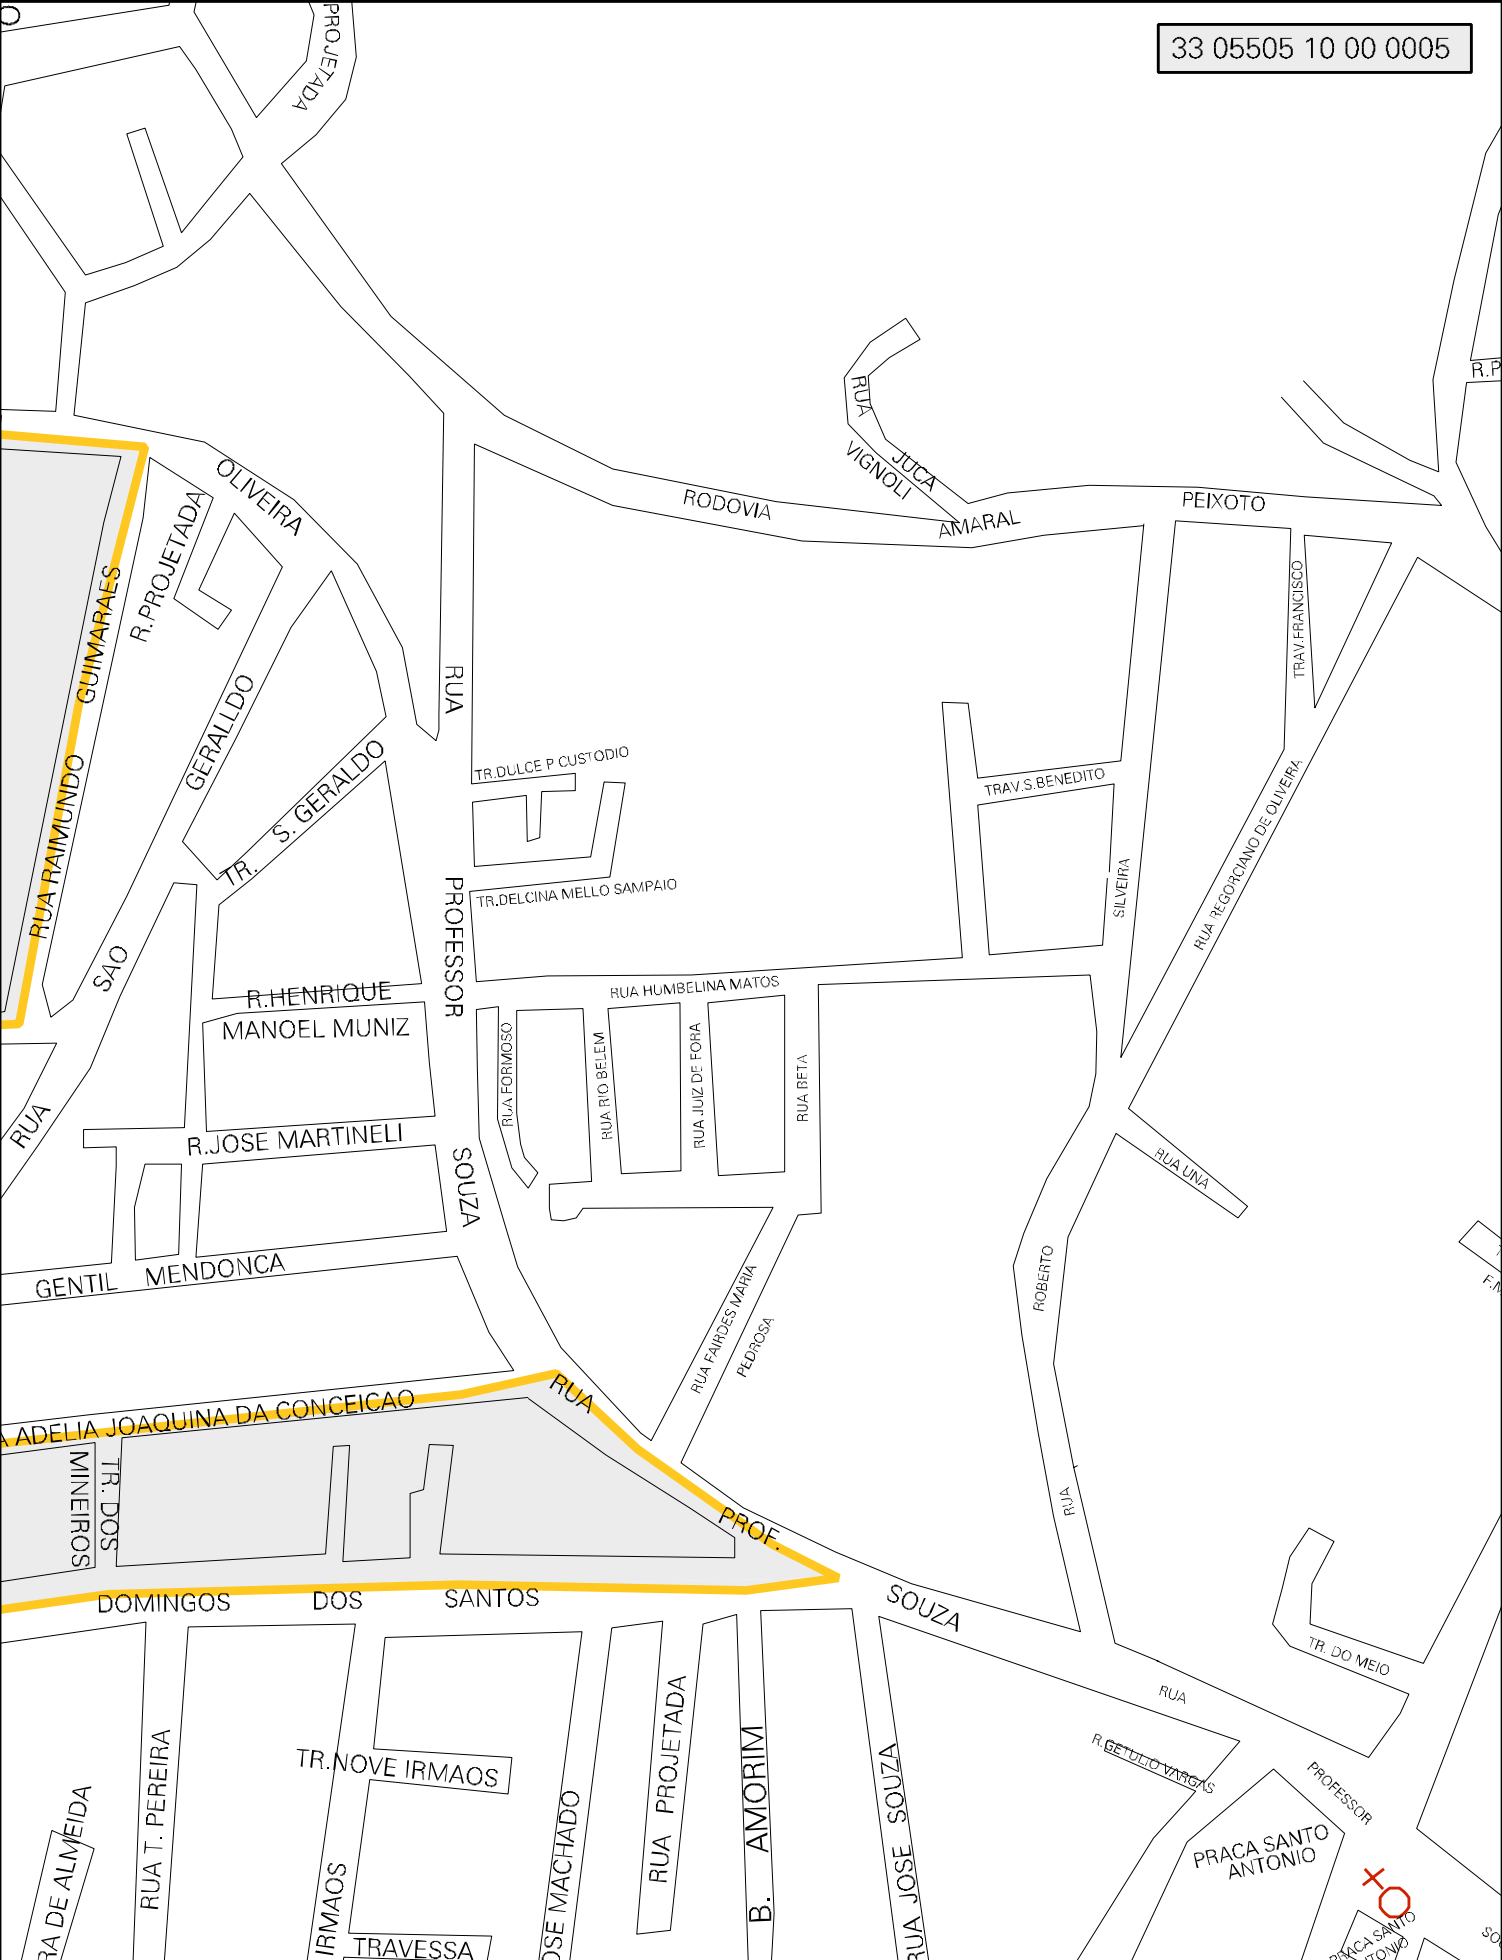 33 05505 10 00 0005
PROJETADA
R.P
RUA
JUCA
VIGNOLI
OLIVEIRA
RODOVIA
AMARAL
PEIXOTO
R.PROJETADA
GUIMARAES
RUA RAIMUNDO
TRAV.FRANCISCO
RUA
GERALLDO
SAO
RUA
TR. S. GERALDO
TR.DULCE P CUSTODIO
TRAV.S.BENEDITO
RUA REGORCIANO DE OLIVEIRA
SILVEIRA
TR.DELCINA MELLO SAMPAIO
PROFESSOR
R.HENRIQUE
MANOEL MUNIZ
RUA HUMBELINA MATOS
RUA FORMOSO
RUA RIO BELEM
RUA JUIZ DE FORA
RUA BETA
R.JOSE MARTINELI
SOUZA
RUA UNA
ROBERTO
RUA
GENTIL MENDONCA
RUA FAIRDES MARIA
PEDROSA
F.M
A ADELIA JOAQUINA DA CONCEICAO
RUA
PROF.
SOUZA
TR. DOS
MINEIROS
DOMINGOS DOS SANTOS
TR. DO MEIO
RUA
PROFESSOR
R.GETULIO VARGAS
TR.NOVE IRMAOS
RUA T. PEREIRA
RA DE ALMEIDA
IRMAOS
OSE MACHADO
RUA PROJETADA
B. AMORIM
RUA JOSE SOUZA
PRACA SANTO
ANTONIO
PRACA SANTO
ANTONIO
TRAVESSA
SOU